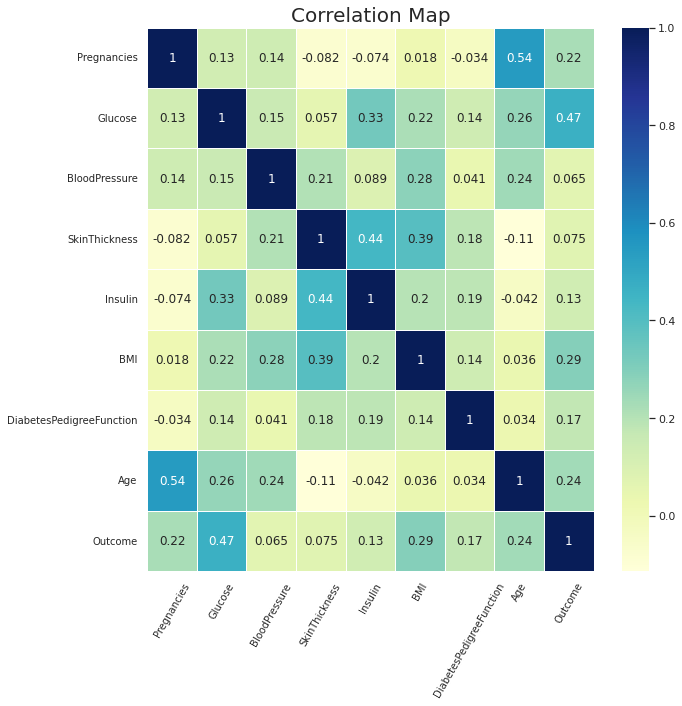 Correlation Map
Pregnancies 1 0.13 0.14 -0.082 -0.074 0.018 -0.034 0.54 0.22
Glucose 0.13 1 0.15 0.057 0.33 0.22 0.14 0.26 0.47
BloodPressure 0.14 0.15 1 0.21 0.089 0.28 0.041 0.24 0.065
SkinThickness -0.082 0.057 0.21 1 0.44 0.39 0.18 -0.11 0.075
Insulin -0.074 0.33 0.089 0.44 1 0.2 0.19 -0.042 0.13
BMI 0.018 0.22 0.28 0.39 0.2 1 0.14 0.036 0.29
DiabetesPedigreeFunction -0.034 0.14 0.041 0.18 0.19 0.14 1 0.034 0.17
Age 0.54 0.26 0.24 -0.11 -0.042 0.036 0.034 1 0.24
Outcome 0.22 0.47 0.065 0.075 0.13 0.29 0.17 0.24 1
Pregnancies Glucose BloodPressure SkinThickness Insulin BMI DiabetesPedigreeFunction Age Outcome
1.0
0.8
0.6
0.4
0.2
0.0